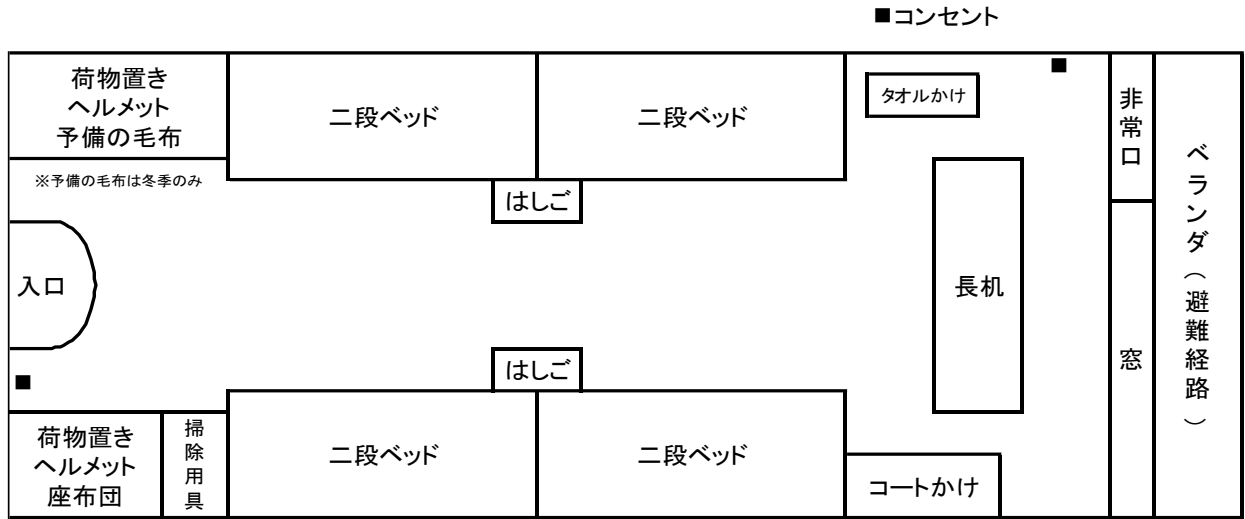 ■コンセント
荷物置き
ヘルメット
予備の毛布
二段ベッド
二段ベッド
タオルかけ
非常口
※予備の毛布は冬季のみ
はしご
ベランダ（避難経路）
入口
長机
はしご
窓
荷物置き
ヘルメット
座布団
掃除用具
二段ベッド
二段ベッド
コートかけ